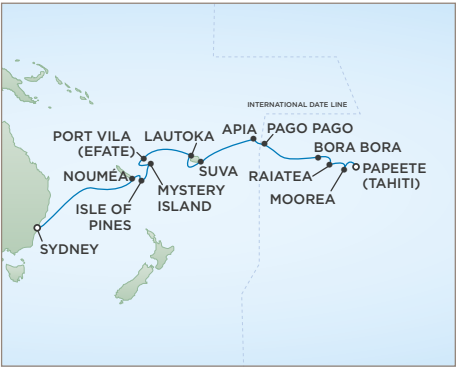 INTERNATIONAL DATE LINE
PORT VILA
(EFATE)
LAUTOKA
APIA
PAGO PAGO
BORA BORA
NOUMÉA
SUVA
RAIATEA
PAPEETE
(TAHITI)
MYSTERY
ISLAND
MOOREA
ISLE OF
PINES
SYDNEY